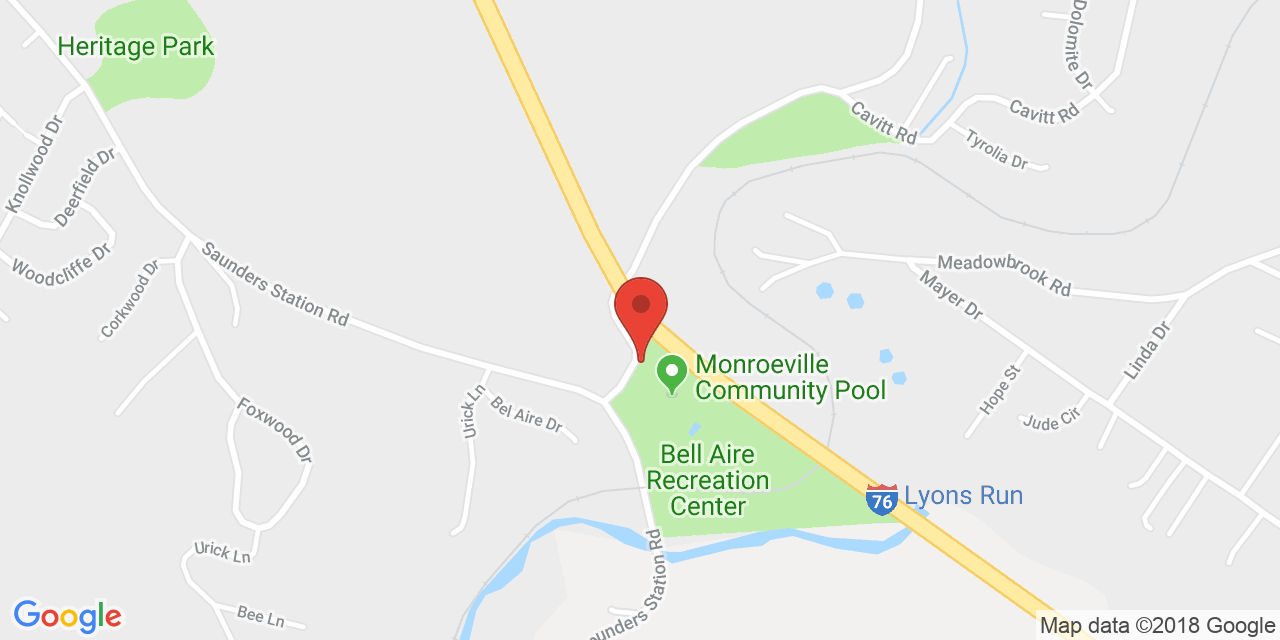 Heritage Park
Dolomite Dr
Cavitt Rd
Cavitt Rd
Tyrolia Dr
Knollwood Dr
Deerfield Dr
Woodcliffe Dr
Corkwood Dr
Saunders Station Rd
Meadowbrook Rd
Mayer Dr
Linda Dr
Hope St
Jude Cir
Monroeville
Community Pool
Urick Ln
Bel Aire Dr
Foxwood Dr
Bell Aire
Recreation
Center
76
Lyons Run
Urick Ln
Bee Ln
Saunders Station Rd
Google
Map data ©2018 Google